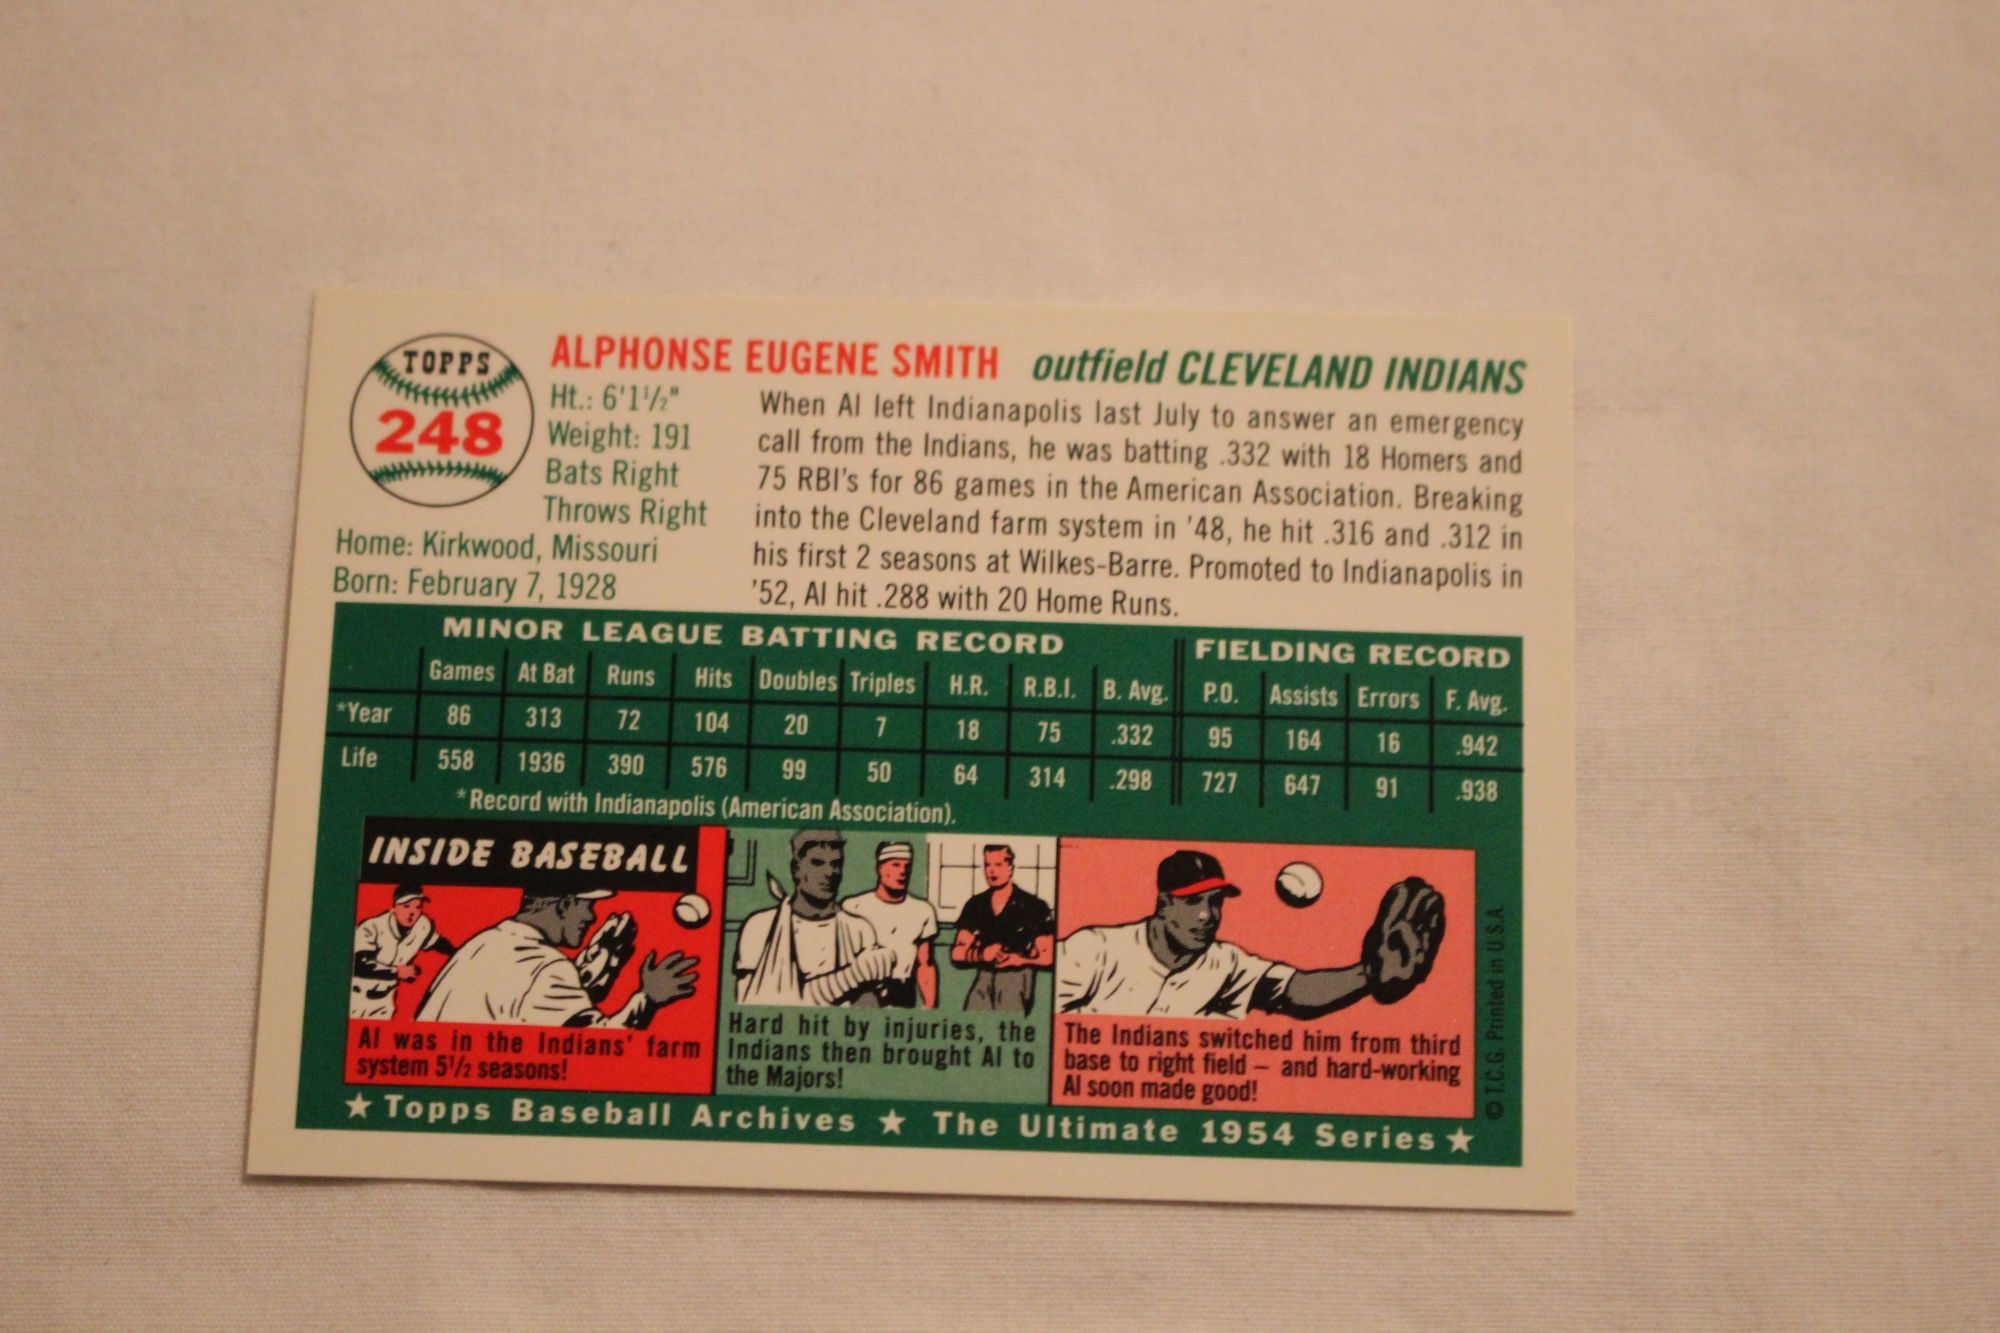 TOPPS
248
ALPHONSE EUGENE SMITH outfield CLEVELAND INDIANS
Ht.: 6'1½"
Weight: 191
Bats Right
Throws Right
Home: Kirkwood, Missouri
Born: February 7, 1928
When Al left Indianapolis last July to answer an emergency
call from the Indians, he was batting .332 with 18 Homers and
75 RBI's for 86 games in the American Association. Breaking
into the Cleveland farm system in '48, he hit .316 and .312 in
his first 2 seasons at Wilkes-Barre. Promoted to Indianapolis in
'52, Al hit .288 with 20 Home Runs.
MINOR LEAGUE BATTING RECORD FIELDING RECORD
Games At Bat Runs Hits Doubles Triples H.R. R.B.I. B. Avg. P.O. Assists Errors F. Avg.
*Year 86 313 72 104 20 7 18 75 .332 95 164 16 .942
Life 558 1936 390 576 99 50 64 314 .298 727 647 91 .938
*Record with Indianapolis (American Association).
INSIDE BASEBALL
Al was in the Indians' farm
system 5½ seasons!
Hard hit by injuries, the
Indians then brought Al to
the Majors!
The Indians switched him from third
base to right field – and hard-working
Al soon made good!
© T.C.G. Printed in U.S.A.
★ Topps Baseball Archives ★ The Ultimate 1954 Series ★